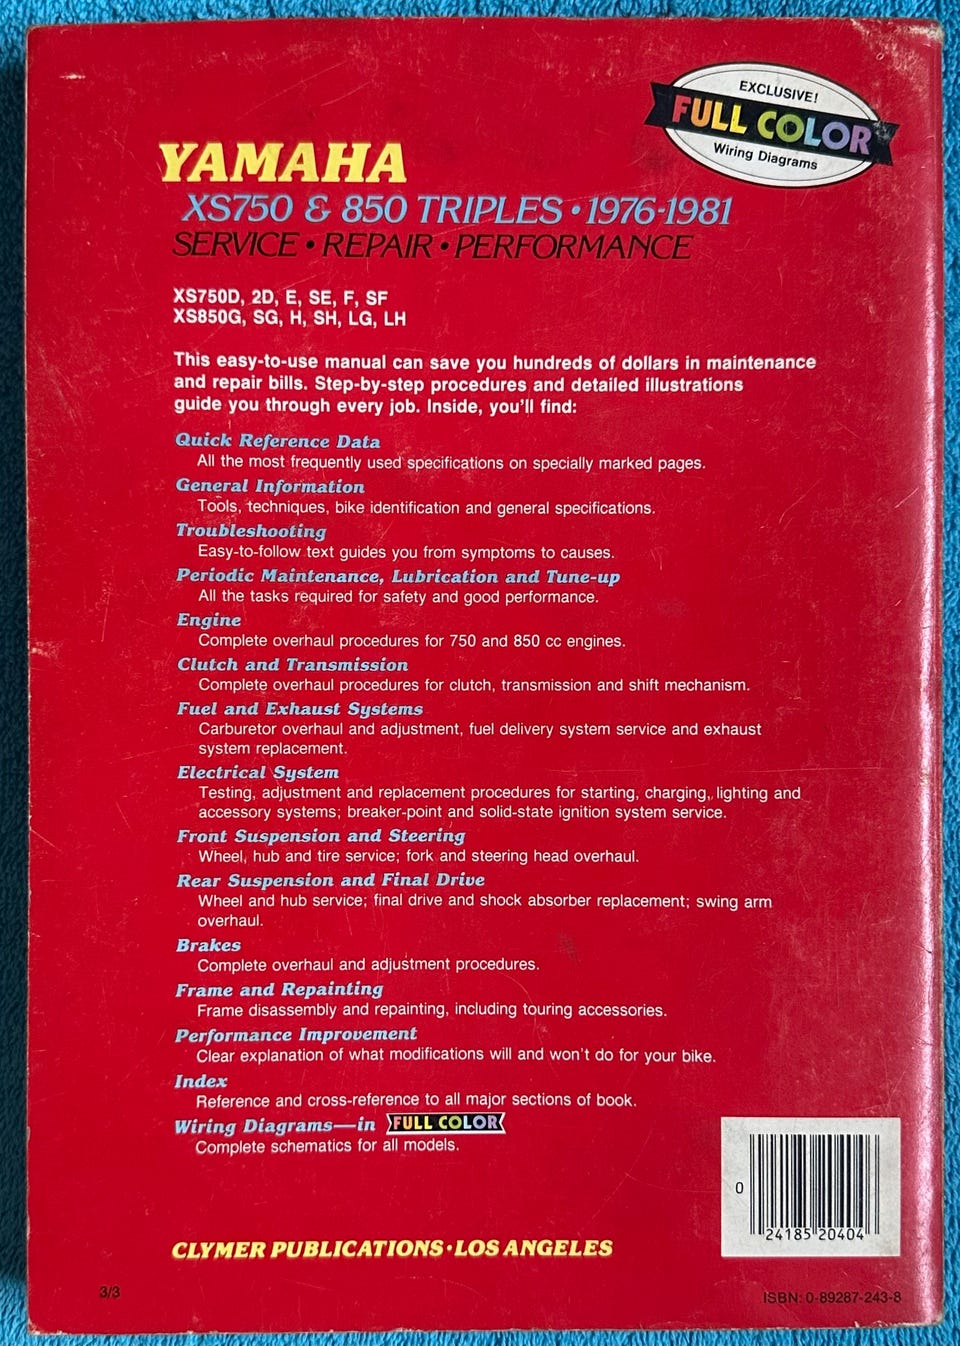 EXCLUSIVE!
FULL COLOR
Wiring Diagrams
YAMAHA
XS750 & 850 TRIPLES • 1976-1981
SERVICE • REPAIR • PERFORMANCE
XS750D, 2D, E, SE, F, SF
XS850G, SG, H, SH, LG, LH
This easy-to-use manual can save you hundreds of dollars in maintenance
and repair bills. Step-by-step procedures and detailed illustrations
guide you through every job. Inside, you'll find:
Quick Reference Data
All the most frequently used specifications on specially marked pages.
General Information
Tools, techniques, bike identification and general specifications.
Troubleshooting
Easy-to-follow text guides you from symptoms to causes.
Periodic Maintenance, Lubrication and Tune-up
All the tasks required for safety and good performance.
Engine
Complete overhaul procedures for 750 and 850 cc engines.
Clutch and Transmission
Complete overhaul procedures for clutch, transmission and shift mechanism.
Fuel and Exhaust Systems
Carburetor overhaul and adjustment, fuel delivery system service and exhaust
system replacement.
Electrical System
Testing, adjustment and replacement procedures for starting, charging, lighting and
accessory systems; breaker-point and solid-state ignition system service.
Front Suspension and Steering
Wheel, hub and tire service; fork and steering head overhaul.
Rear Suspension and Final Drive
Wheel and hub service; final drive and shock absorber replacement; swing arm
overhaul.
Brakes
Complete overhaul and adjustment procedures.
Frame and Repainting
Frame disassembly and repainting, including touring accessories.
Performance Improvement
Clear explanation of what modifications will and won't do for your bike.
Index
Reference and cross-reference to all major sections of book.
Wiring Diagrams—in FULL COLOR
Complete schematics for all models.
0 24185 20404
CLYMER PUBLICATIONS • LOS ANGELES
3/3
ISBN: 0-89287-243-8